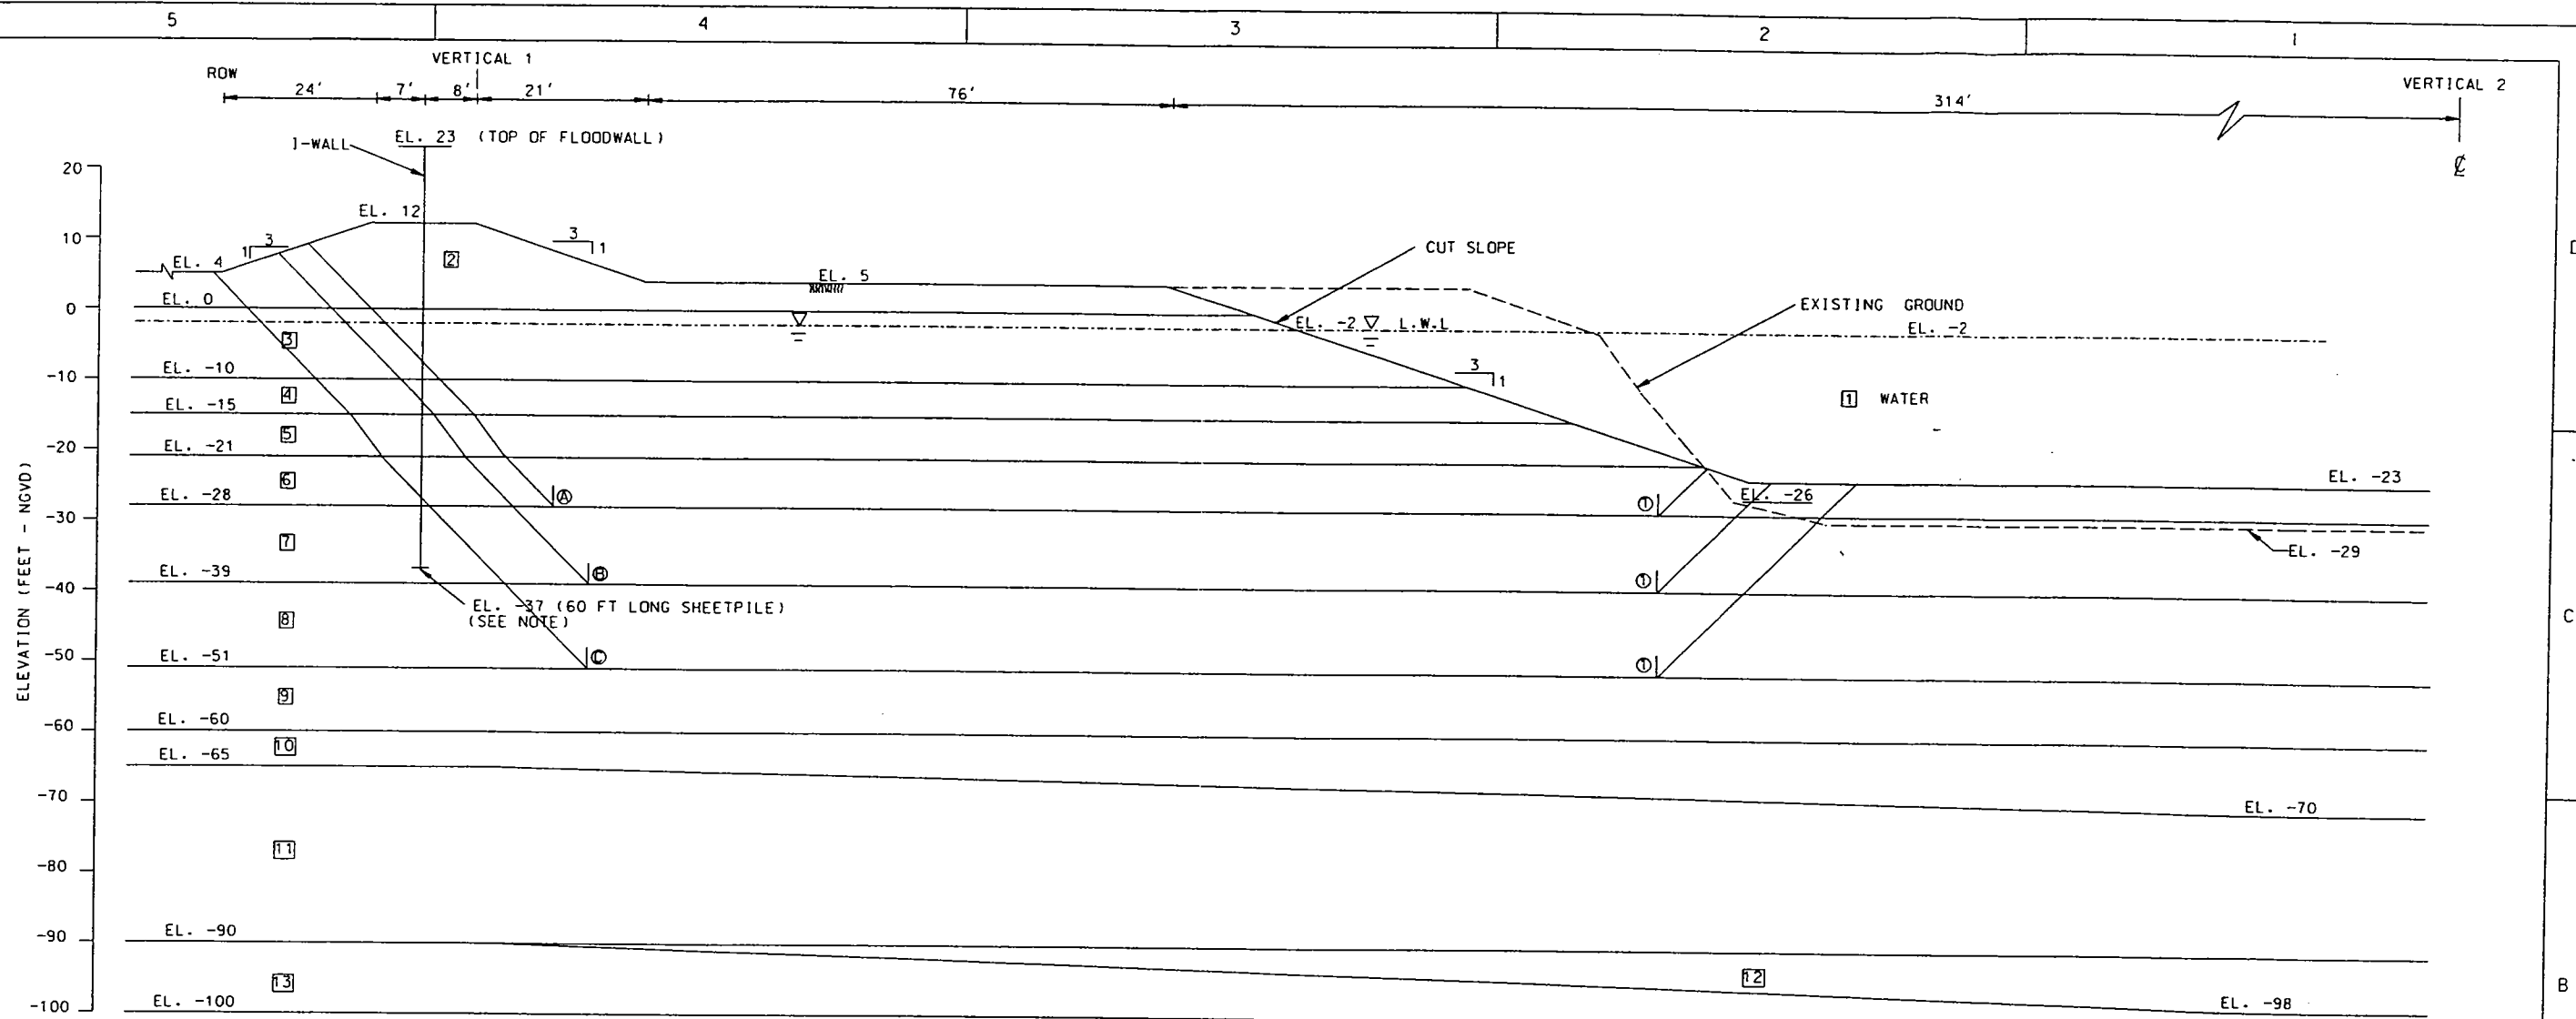 5 4 3 2 1
VERTICAL 1
ROW
VERTICAL 2
24' 7' 8' 21' 76' 314'
I-WALL
EL. 23 (TOP OF FLOODWALL)
20
EL. 12
3
1
3
1
CUT SLOPE
D
10
2
EL. 4
EL. 5
EXISTING GROUND
0
EL. 0
EL. -2 L.W.L
EL. -2
3
-10
EL. -10
3
1
4
1 WATER
EL. -15
5
-20
EL. -21
6
EL. -23
EL. -28
A
1
EL. -26
-30
7
EL. -29
EL. -39
B
1
-40
EL. -37 (60 FT LONG SHEETPILE)
(SEE NOTE)
8
C
-50
EL. -51
C
1
ELEVATION (FEET - NGVD)
9
-60
EL. -60
10
EL. -65
-70
EL. -70
11
-80
-90
EL. -90
13
12
B
-100
EL. -100
EL. -98